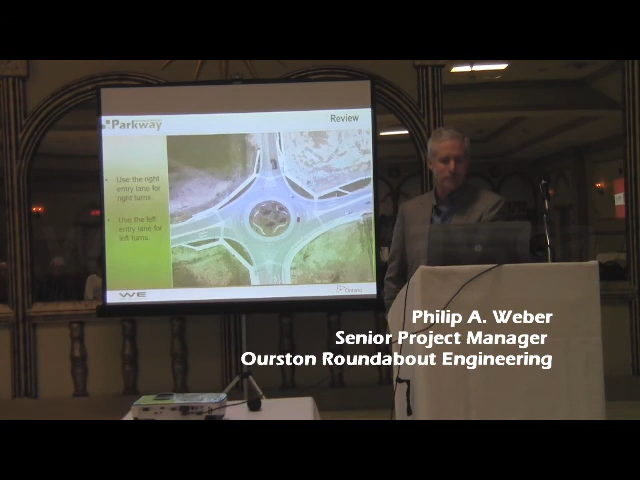 Parkway
Review
• Use the right
entry lane for
right turns.
• Use the left
entry lane for
left turns.
WE
Ontario
Philip A. Weber
Senior Project Manager
Ourston Roundabout Engineering